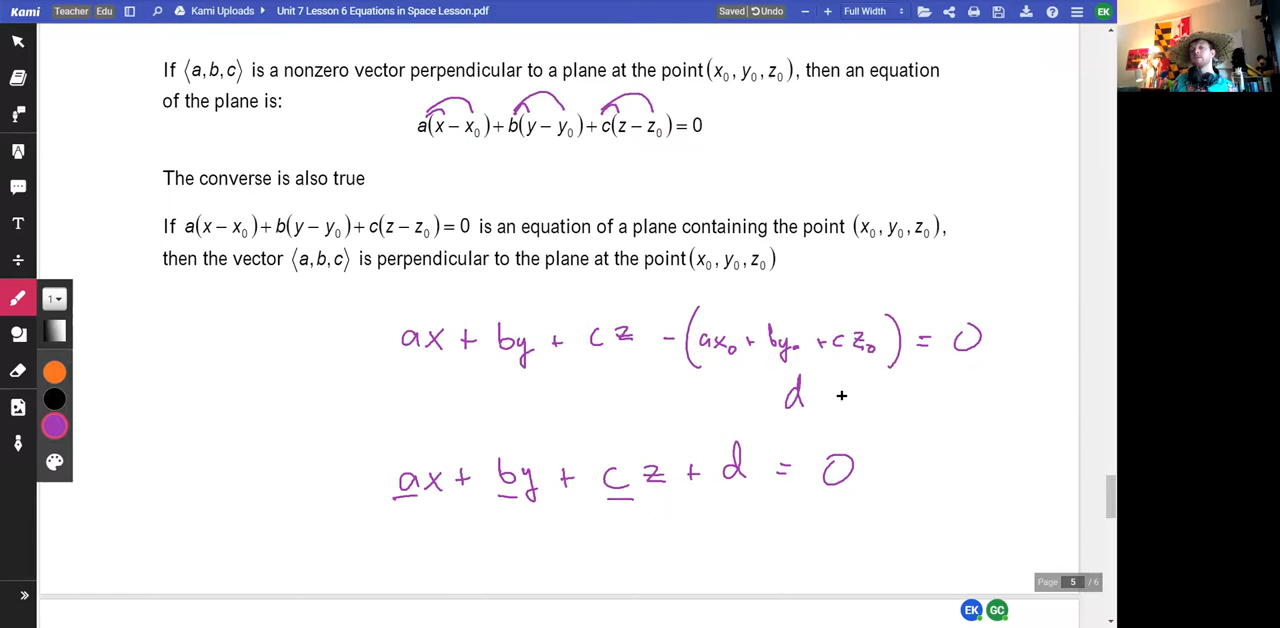 Kami Teacher Edu Kami Uploads Unit 7 Lesson 6 Equations in Space Lesson.pdf Saved Undo Full Width EK
If ⟨a,b,c⟩ is a nonzero vector perpendicular to a plane at the point (x₀, y₀, z₀), then an equation
of the plane is:
a(x − x₀) + b(y − y₀) + c(z − z₀) = 0
The converse is also true
If a(x − x₀) + b(y − y₀) + c(z − z₀) = 0 is an equation of a plane containing the point (x₀, y₀, z₀),
then the vector ⟨a,b,c⟩ is perpendicular to the plane at the point (x₀, y₀, z₀)
1
ax + by + cz − (ax₀ + by₀ + cz₀) = 0
d
ax + by + cz + d = 0
Page 5 / 6
EK GC